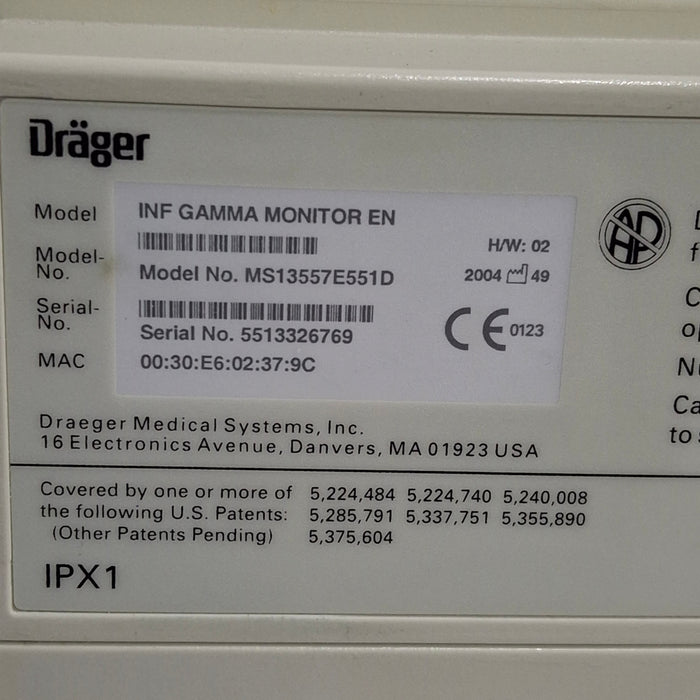 Dräger
Model INF GAMMA MONITOR EN
H/W: 02
Model-No. Model No. MS13557E551D
2004 49
Serial-No. Serial No. 5513326769
CE 0123
MAC 00:30:E6:02:37:9C
Draeger Medical Systems, Inc.
16 Electronics Avenue, Danvers, MA 01923 USA
Covered by one or more of 5,224,484 5,224,740 5,240,008
the following U.S. Patents: 5,285,791 5,337,751 5,355,890
(Other Patents Pending) 5,375,604
IPX1
AP
HP
to